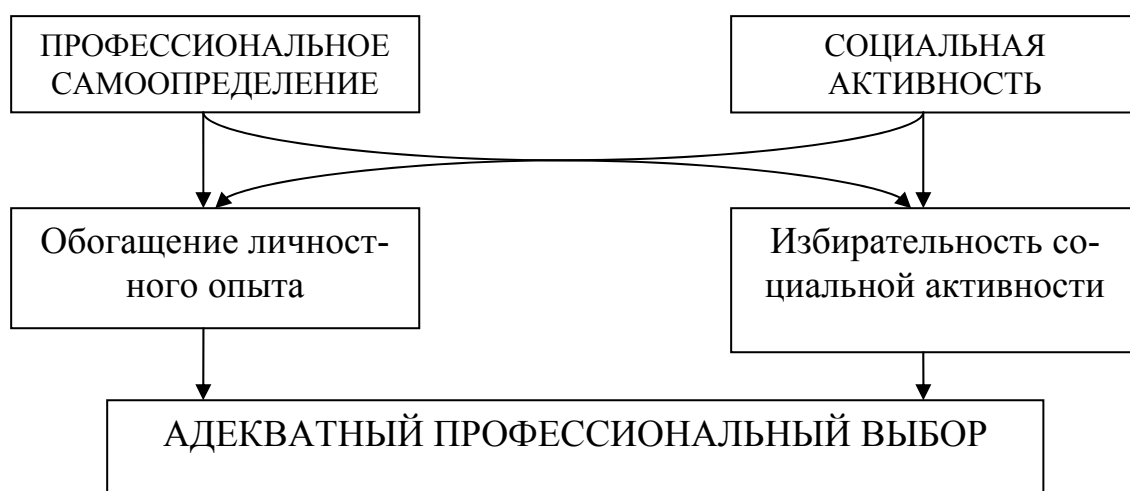 ПРОФЕССИОНАЛЬНОЕ
САМООПРЕДЕЛЕНИЕ
СОЦИАЛЬНАЯ
АКТИВНОСТЬ
Обогащение личност-
ного опыта
Избирательность со-
циальной активности
АДЕКВАТНЫЙ ПРОФЕССИОНАЛЬНЫЙ ВЫБОР